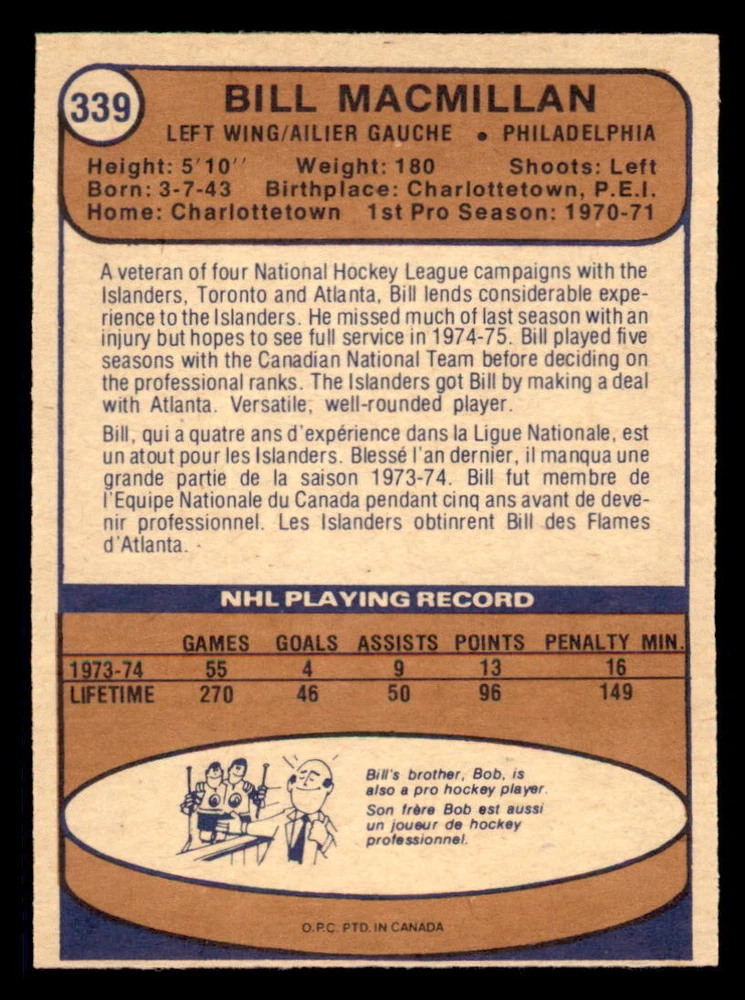 339
BILL MACMILLAN
LEFT WING/AILIER GAUCHE • PHILADELPHIA
Height: 5'10'' Weight: 180 Shoots: Left
Born: 3-7-43 Birthplace: Charlottetown, P.E.I.
Home: Charlottetown 1st Pro Season: 1970-71
A veteran of four National Hockey League campaigns with the
Islanders, Toronto and Atlanta, Bill lends considerable expe-
rience to the Islanders. He missed much of last season with an
injury but hopes to see full service in 1974-75. Bill played five
seasons with the Canadian National Team before deciding on
the professional ranks. The Islanders got Bill by making a deal
with Atlanta. Versatile, well-rounded player.
Bill, qui a quatre ans d'expérience dans la Ligue Nationale, est
un atout pour les Islanders. Blessé l'an dernier, il manqua une
grande partie de la saison 1973-74. Bill fut membre de
l'Equipe Nationale du Canada pendant cinq ans avant de deve-
nir professionnel. Les Islanders obtinrent Bill des Flames
d'Atlanta.
NHL PLAYING RECORD
GAMES GOALS ASSISTS POINTS PENALTY MIN.
1973-74 55 4 9 13 16
LIFETIME 270 46 50 96 149
Bill's brother, Bob, is
also a pro hockey player.
Son frère Bob est aussi
un joueur de hockey
professionnel.
O.P.C. PTD. IN CANADA